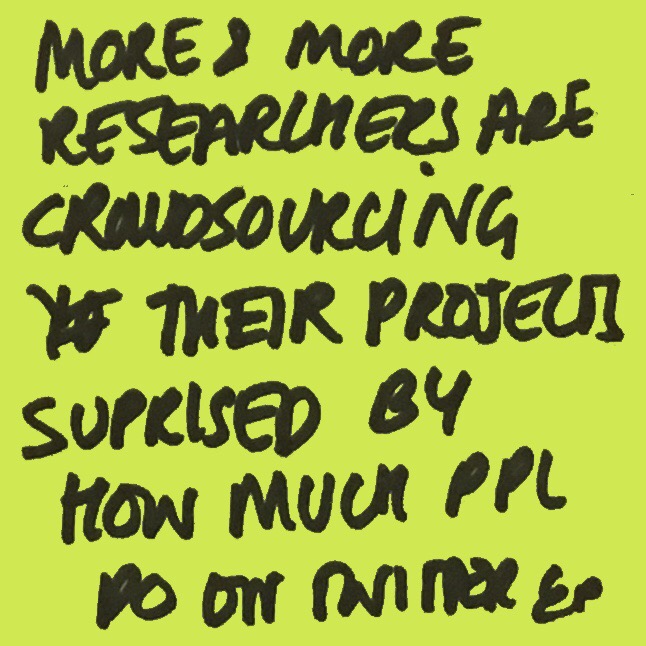 MORE & MORE
RESEARCHERS ARE
CROWDSOURCING
THEIR PROJECTS
SUPRISED BY
HOW MUCH PPL
DO ON TWITTER